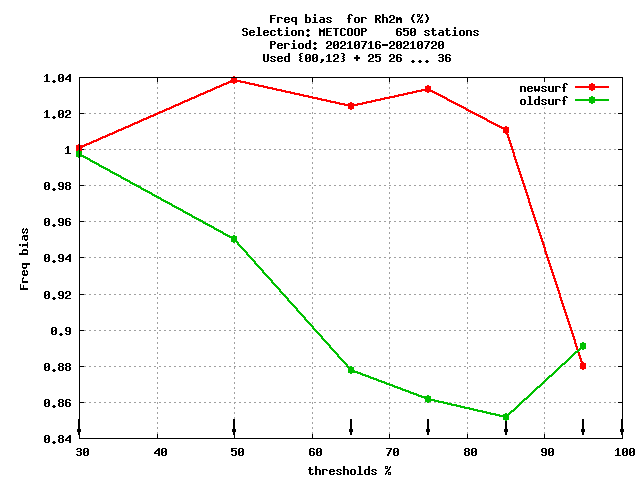 Freq bias  for Rh2m (%)
Selection: METCOOP    650 stations
Period: 20210716-20210720
Used {00,12} + 25 26 ... 36
newsurf
oldsurf
1.04
1.02
1
0.98
0.96
0.94
0.92
0.9
0.88
0.86
0.84
Freq bias
30 40 50 60 70 80 90 100
thresholds %